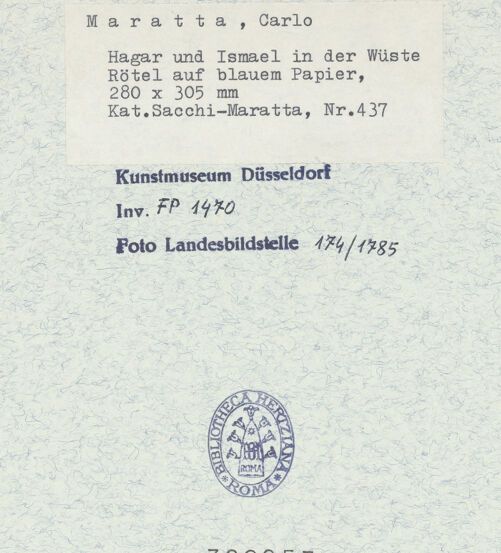 Maratta, Carlo
Hagar und Ismael in der Wüste
Rötel auf blauem Papier,
280 x 305 mm
Kat.Sacchi-Maratta, Nr.437
Kunstmuseum Düsseldorf
Inv. FP 1470
Foto Landesbildstelle 174/1785
BIBLIOTHECA HERTZIANA
ROMA
ROMA